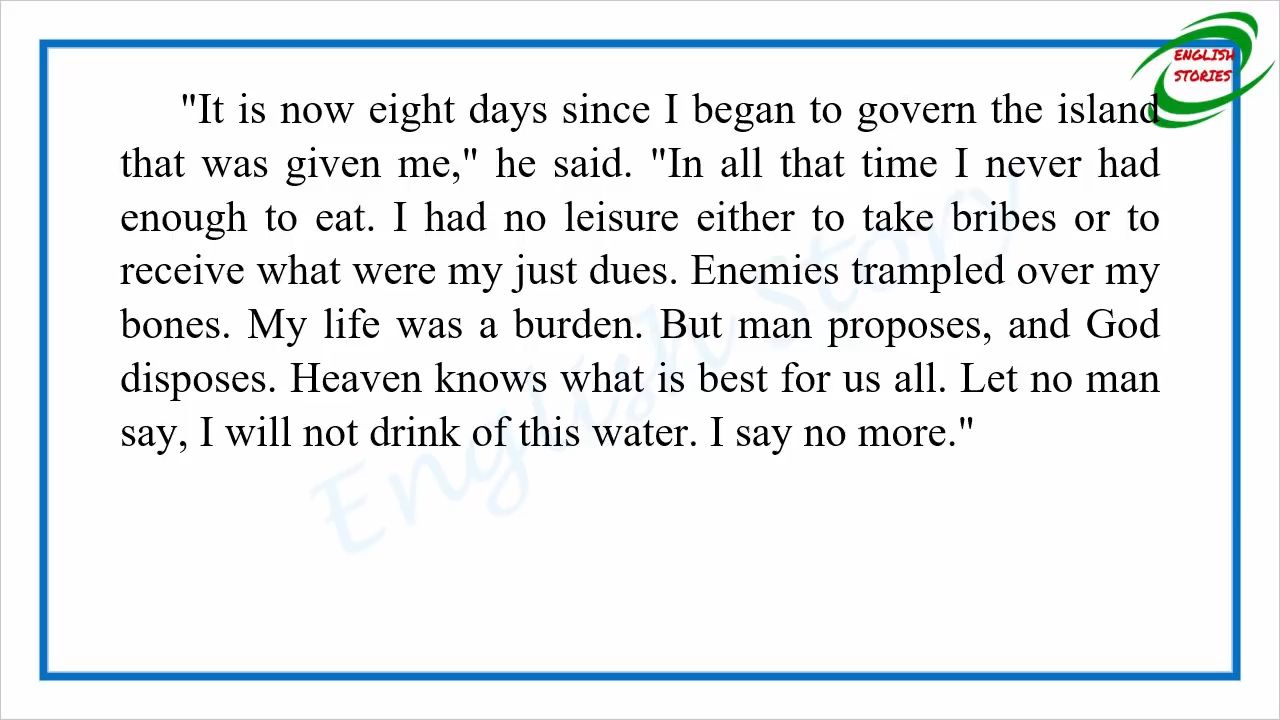 ENGLISH
STORIES
"It is now eight days since I began to govern the island
that was given me," he said. "In all that time I never had
enough to eat. I had no leisure either to take bribes or to
receive what were my just dues. Enemies trampled over my
bones. My life was a burden. But man proposes, and God
disposes. Heaven knows what is best for us all. Let no man
say, I will not drink of this water. I say no more."
English Story